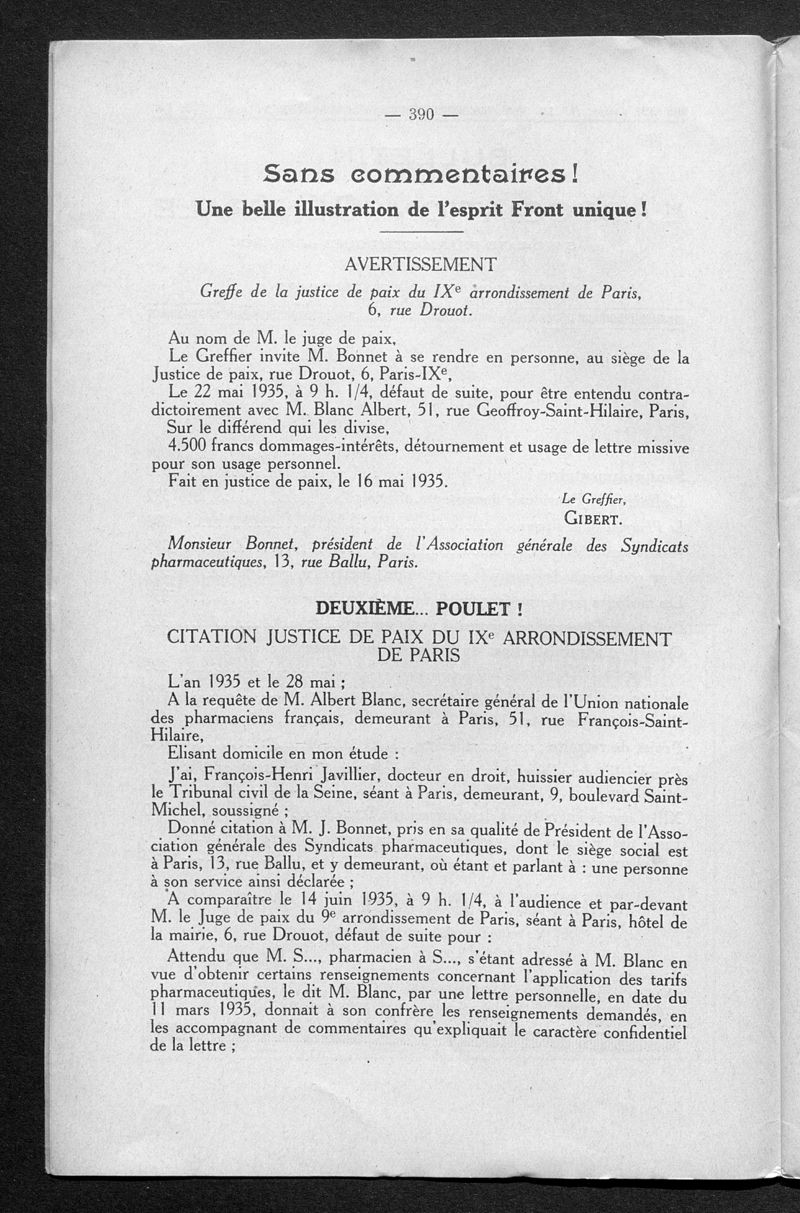 — 390 —
Sans commentaires !
Une belle illustration de l'esprit Front unique !
AVERTISSEMENT
Greffe de la justice de paix du IXe arrondissement de Paris,
6, rue Drouot.
Au nom de M. le juge de paix,
Le Greffier invite M. Bonnet à se rendre en personne, au siège de la
Justice de paix, rue Drouot, 6, Paris-IXe,
Le 22 mai 1935, à 9 h. 1/4, défaut de suite, pour être entendu contra-
dictoirement avec M. Blanc Albert, 51, rue Geoffroy-Saint-Hilaire, Paris,
Sur le différend qui les divise,
4.500 francs dommages-intérêts, détournement et usage de lettre missive
pour son usage personnel.
Fait en justice de paix, le 16 mai 1935.
Le Greffier,
GIBERT.
Monsieur Bonnet, président de l'Association générale des Syndicats
pharmaceutiques, 13, rue Ballu, Paris.
DEUXIÈME... POULET !
CITATION JUSTICE DE PAIX DU IXe ARRONDISSEMENT
DE PARIS
L'an 1935 et le 28 mai ;
A la requête de M. Albert Blanc, secrétaire général de l'Union nationale
des pharmaciens français, demeurant à Paris, 51, rue François-Saint-
Hilaire,
Elisant domicile en mon étude :
J'ai, François-Henri Javillier, docteur en droit, huissier audiencier près
le Tribunal civil de la Seine, séant à Paris, demeurant, 9, boulevard Saint-
Michel, soussigné ;
Donné citation à M. J. Bonnet, pris en sa qualité de Président de l'Asso-
ciation générale des Syndicats pharmaceutiques, dont le siège social est
à Paris, 13, rue Ballu, et y demeurant, où étant et parlant à : une personne
à son service ainsi déclarée ;
A comparaître le 14 juin 1935, à 9 h. 1/4, à l'audience et par-devant
M. le Juge de paix du 9e arrondissement de Paris, séant à Paris, hôtel de
la mairie, 6, rue Drouot, défaut de suite pour :
Attendu que M. S..., pharmacien à S..., s'étant adressé à M. Blanc en
vue d'obtenir certains renseignements concernant l'application des tarifs
pharmaceutiques, le dit M. Blanc, par une lettre personnelle, en date du
11 mars 1935, donnait à son confrère les renseignements demandés, en
les accompagnant de commentaires qu'expliquait le caractère confidentiel
de la lettre ;